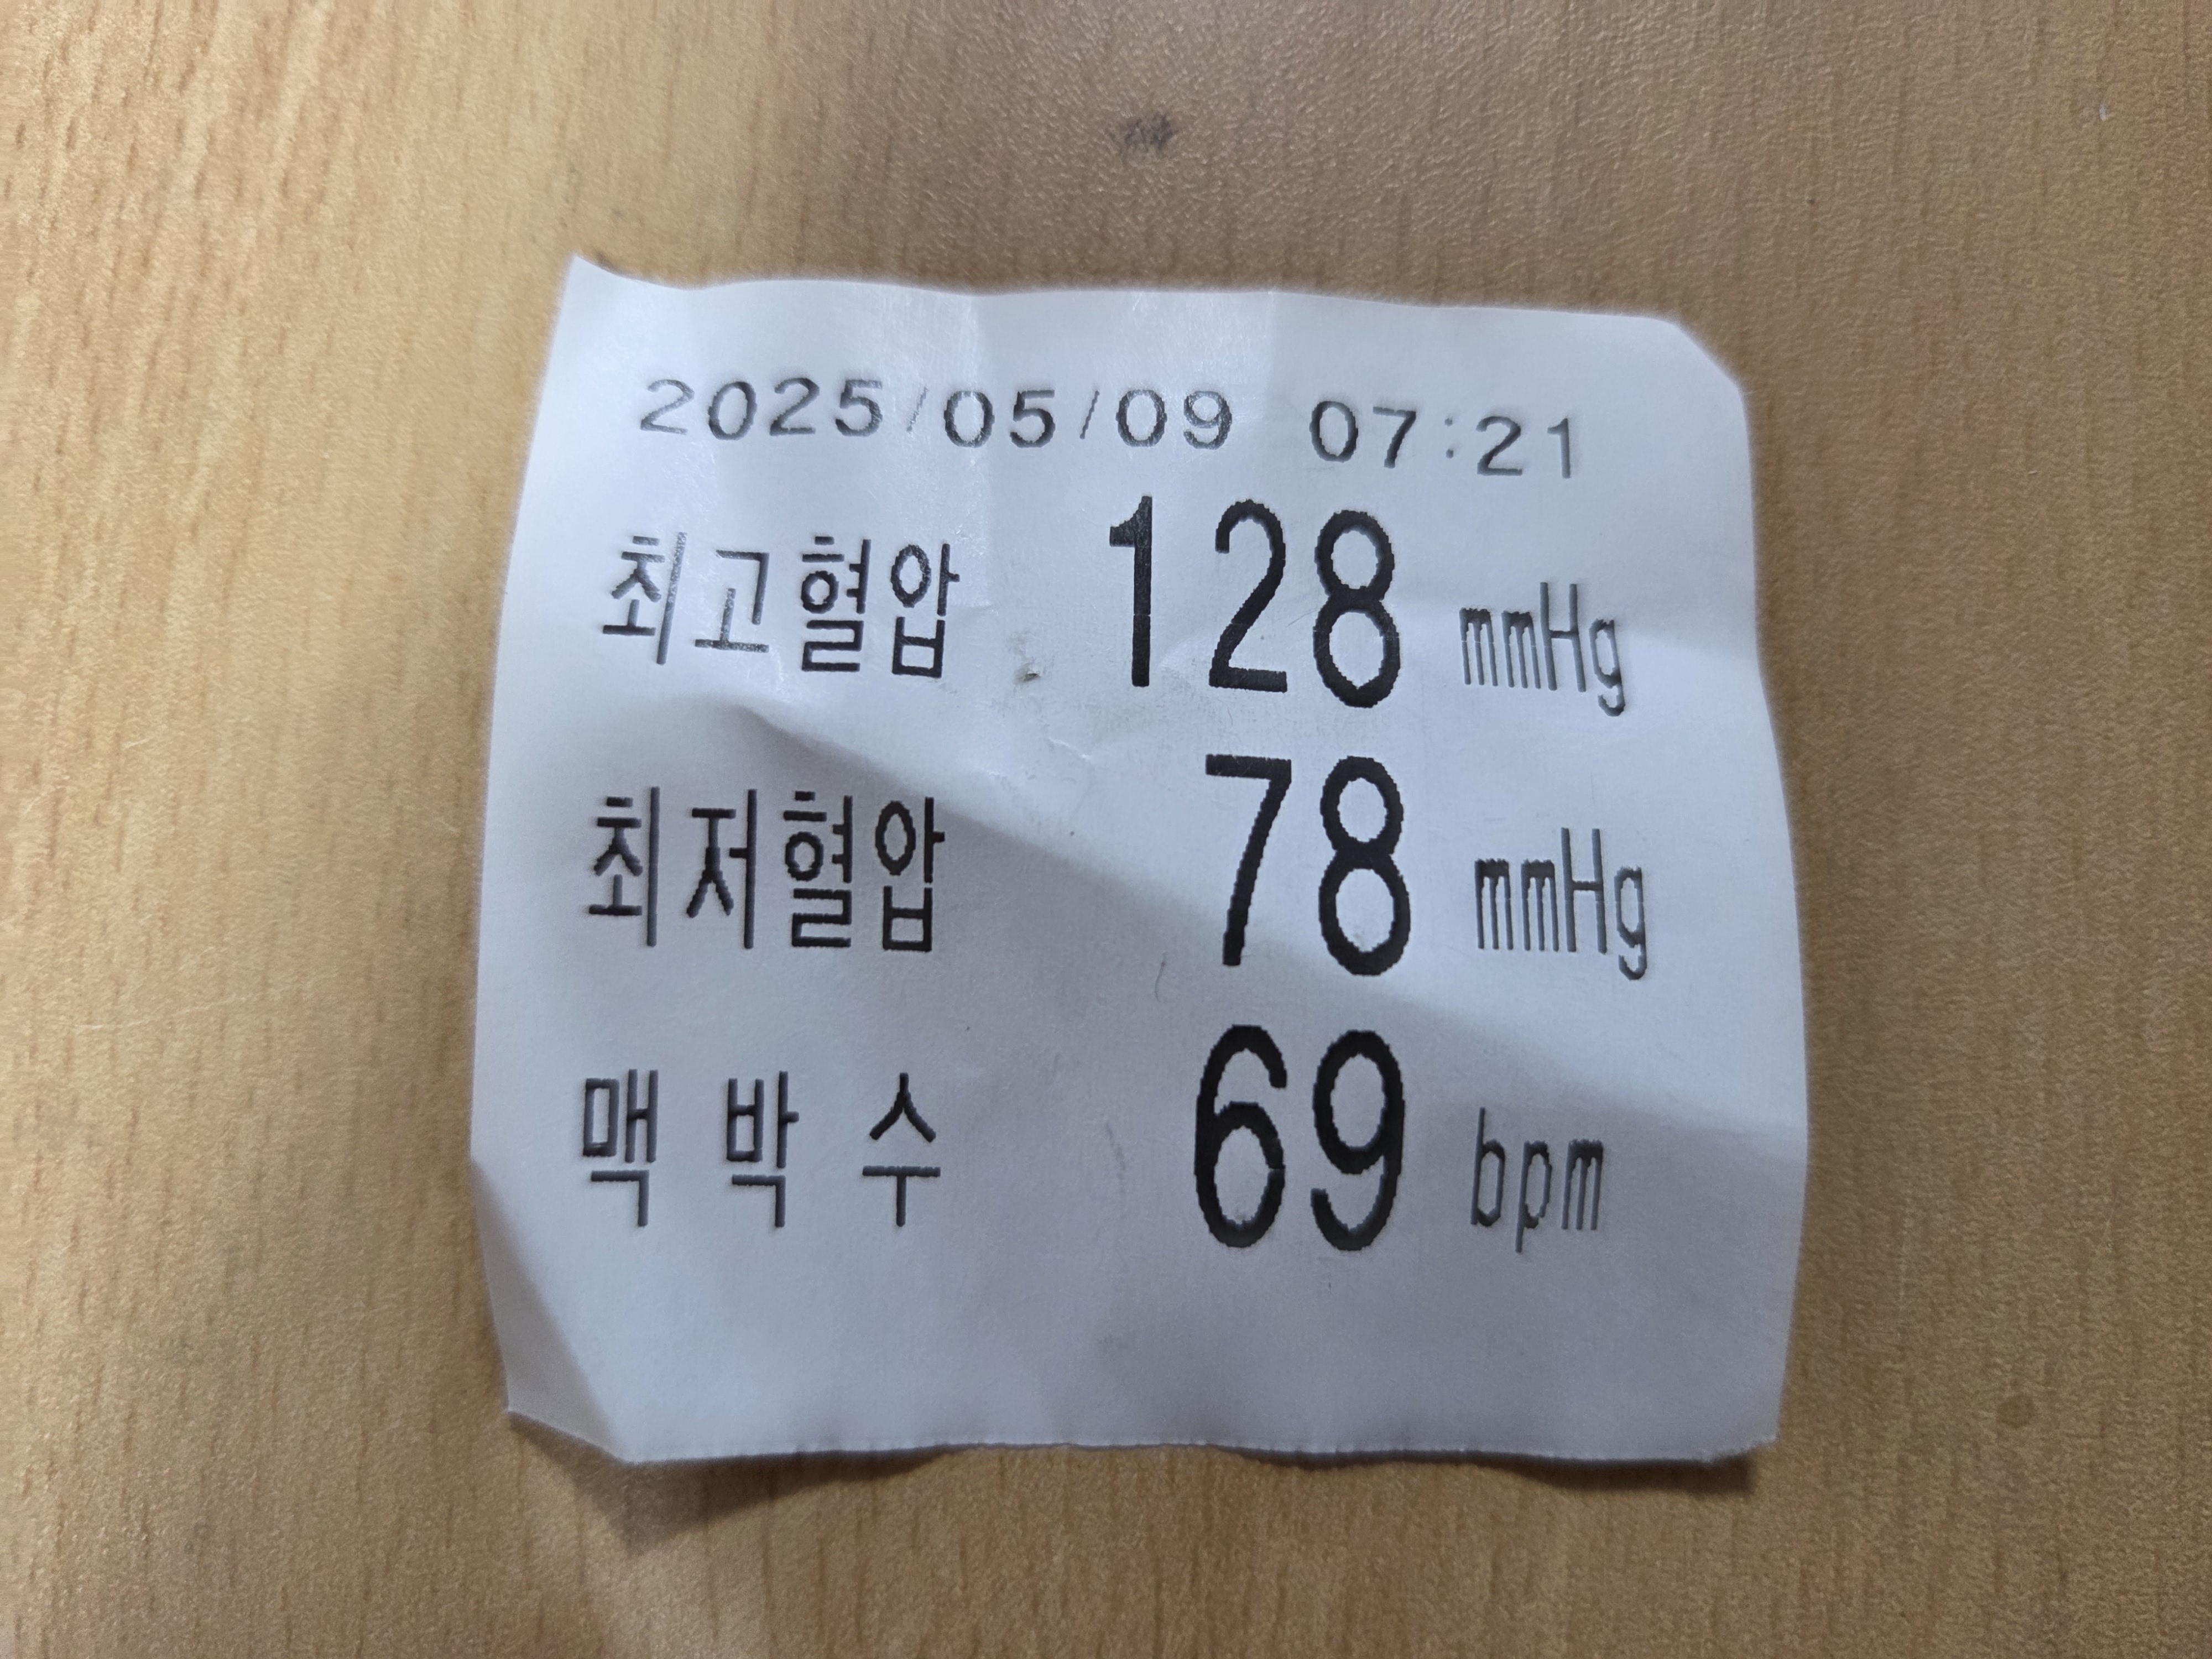 2025/05/09 07:21
최고혈압 128 mmHg
최저혈압 78 mmHg
맥 박 수 69 bpm